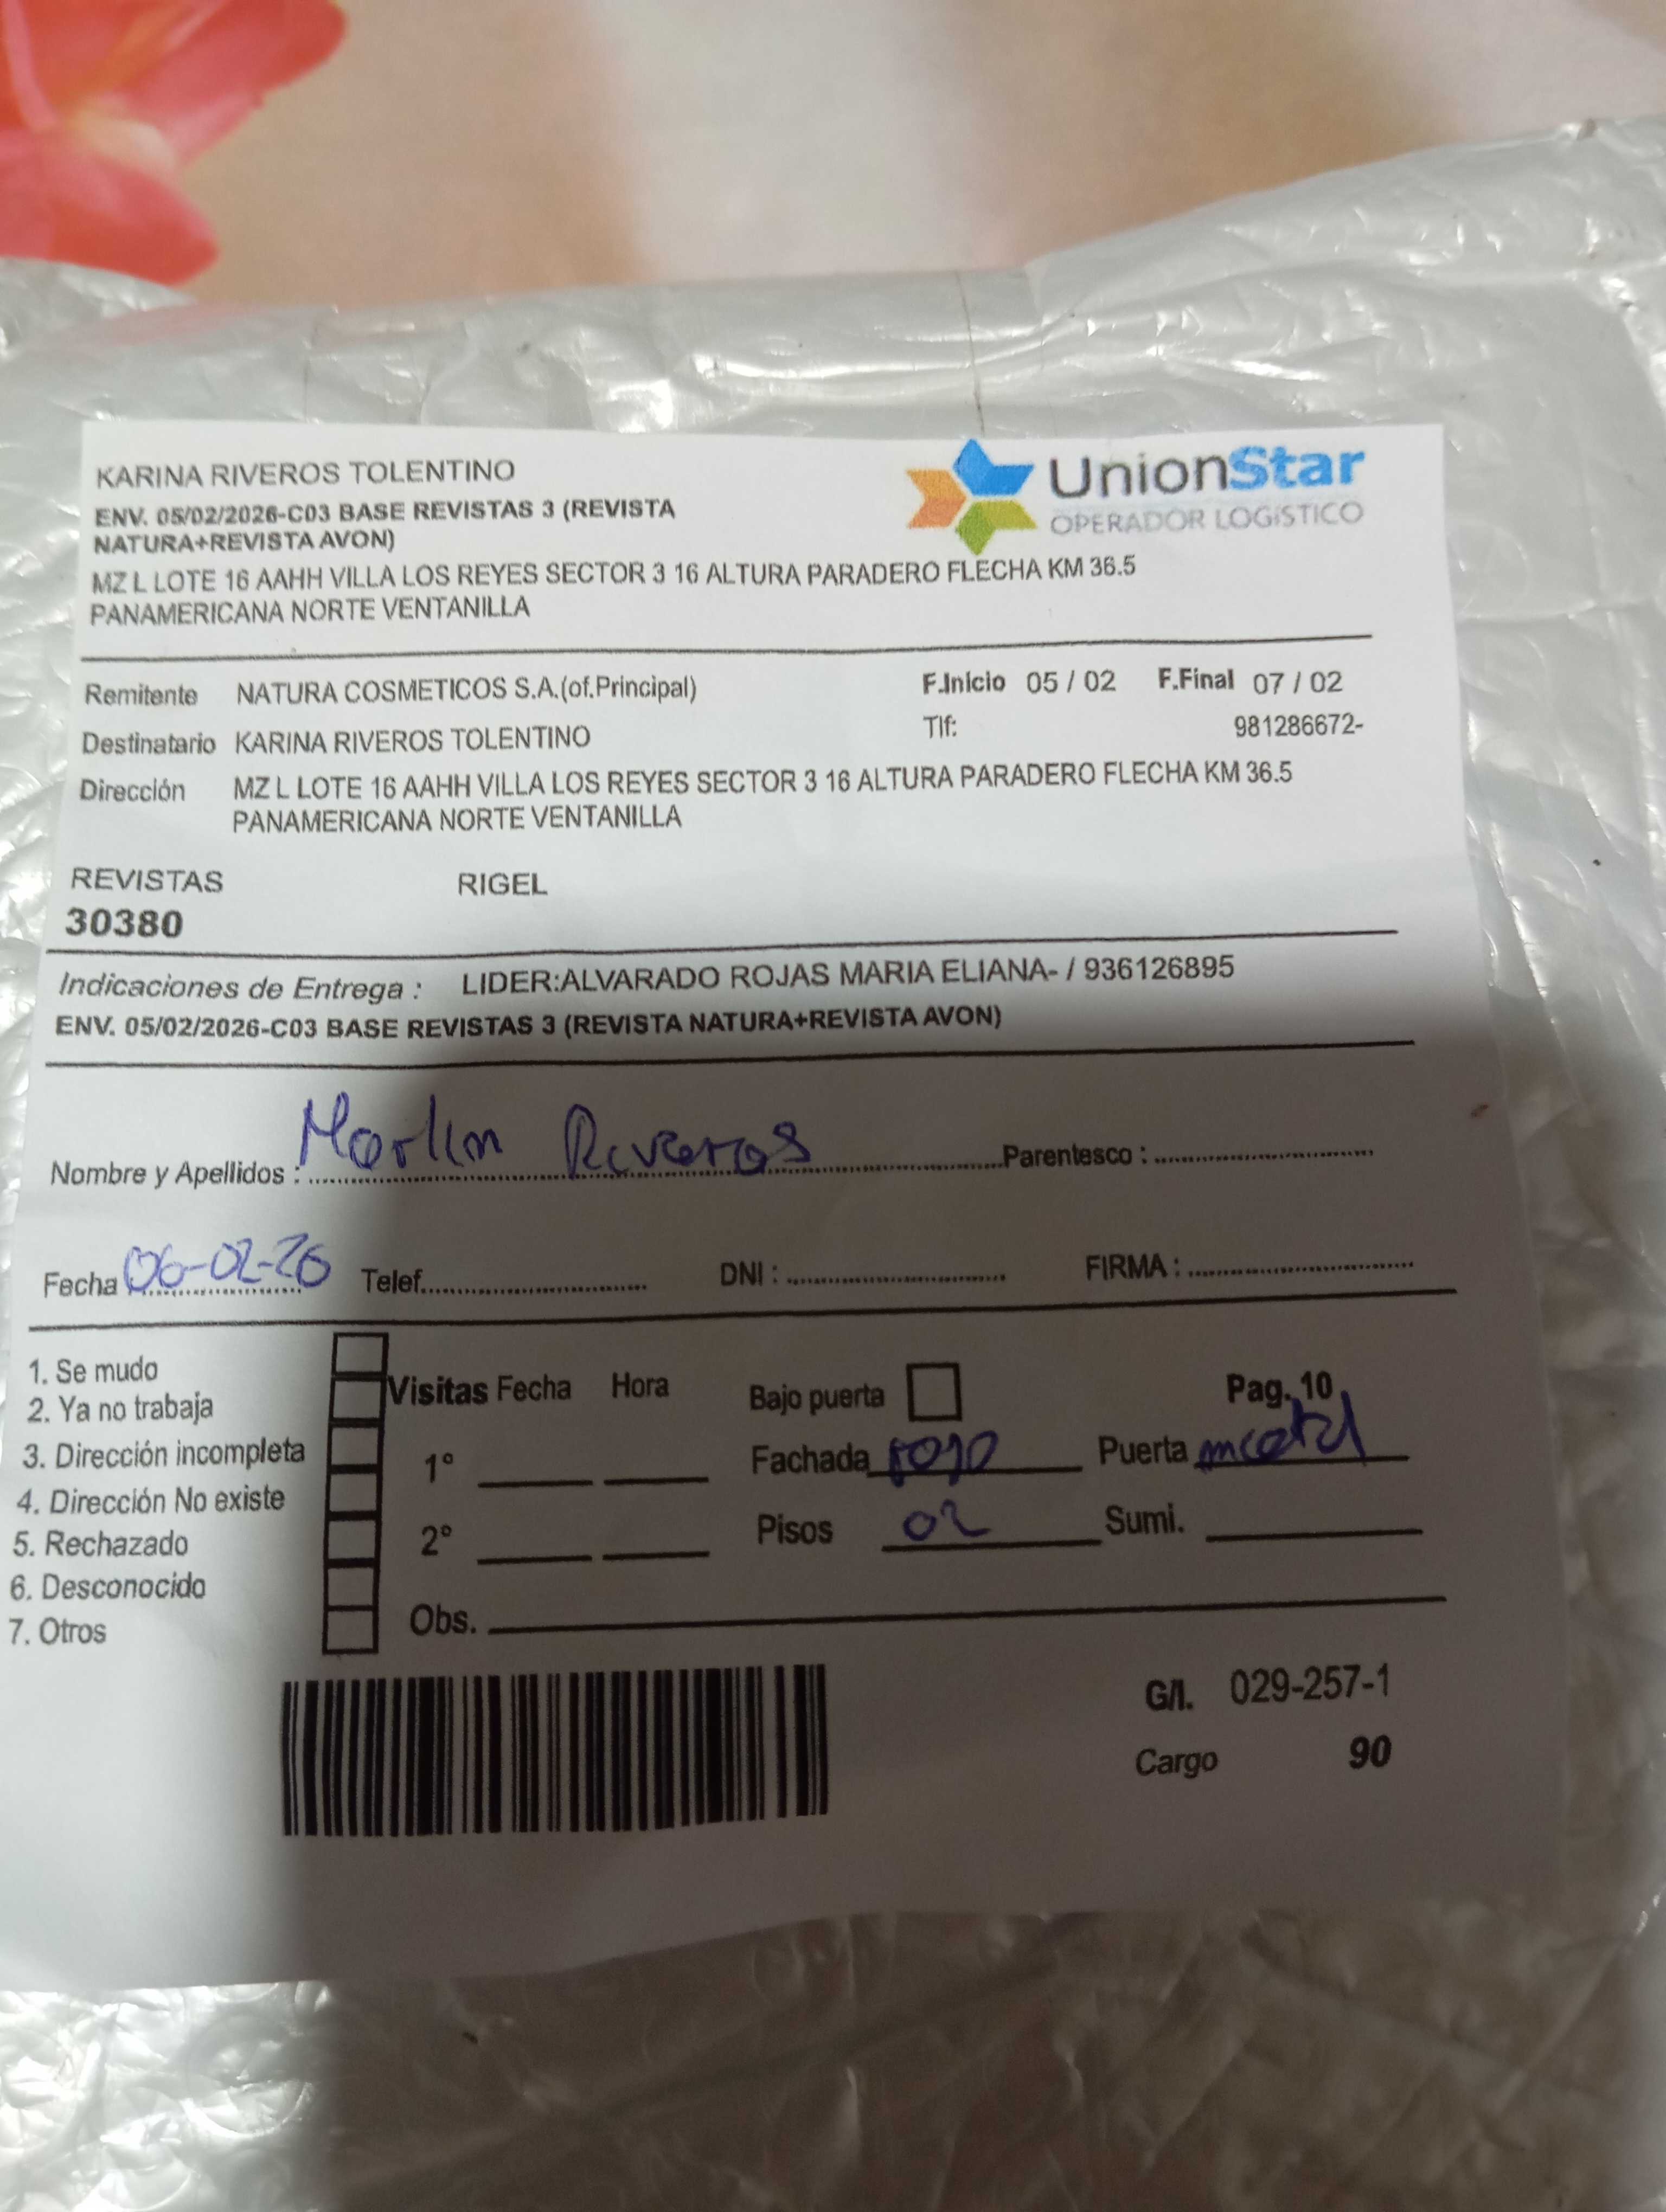 KARINA RIVEROS TOLENTINO
ENV. 05/02/2026-C03 BASE REVISTAS 3 (REVISTA
NATURA+REVISTA AVON)
MZ L LOTE 16 AAHH VILLA LOS REYES SECTOR 3 16 ALTURA PARADERO FLECHA KM 36.5
PANAMERICANA NORTE VENTANILLA
UnionStar
OPERADOR LOGíSTICO
Remitente NATURA COSMETICOS S.A.(of.Principal) F.Inicio 05 / 02 F.Final 07 / 02
Destinatario KARINA RIVEROS TOLENTINO Tlf: 981286672-
Dirección MZ L LOTE 16 AAHH VILLA LOS REYES SECTOR 3 16 ALTURA PARADERO FLECHA KM 36.5
PANAMERICANA NORTE VENTANILLA
REVISTAS RIGEL
30380
Indicaciones de Entrega : LIDER:ALVARADO ROJAS MARIA ELIANA- / 936126895
ENV. 05/02/2026-C03 BASE REVISTAS 3 (REVISTA NATURA+REVISTA AVON)
Nombre y Apellidos : Marlin Riveros Parentesco :
Fecha 06-02-26 Telef. DNI : FIRMA :
1. Se mudo
2. Ya no trabaja
3. Dirección incompleta
4. Dirección No existe
5. Rechazado
6. Desconocido
7. Otros
Visitas Fecha Hora Bajo puerta Pag. 10
1° Fachada rojo Puerta metal
2° Pisos 02 Sumi.
Obs.
G/I. 029-257-1
Cargo 90